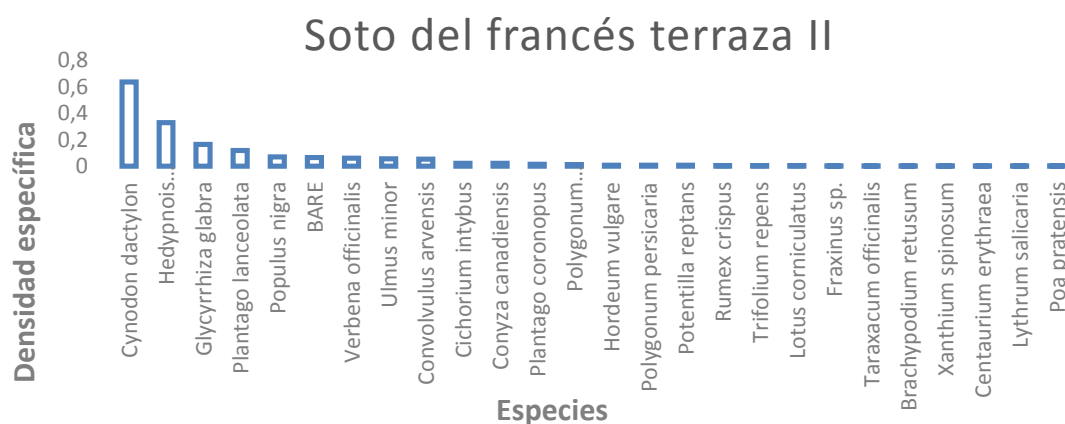 Soto del francés terraza II
Densidad específica
0,8
0,6
0,4
0,2
0
Cynodon dactylon
Hedypnois...
Glycyrrhiza glabra
Plantago lanceolata
Populus nigra
BARE
Verbena officinalis
Ulmus minor
Convolvulus arvensis
Cichorium intybus
Conyza canadiensis
Plantago coronopus
Polygonum...
Hordeum vulgare
Polygonum persicaria
Potentilla reptans
Rumex crispus
Trifolium repens
Lotus corniculatus
Fraxinus sp.
Taraxacum officinalis
Brachypodium retusum
Xanthium spinosum
Centaurium erythraea
Lythrum salicaria
Poa pratensis
Especies